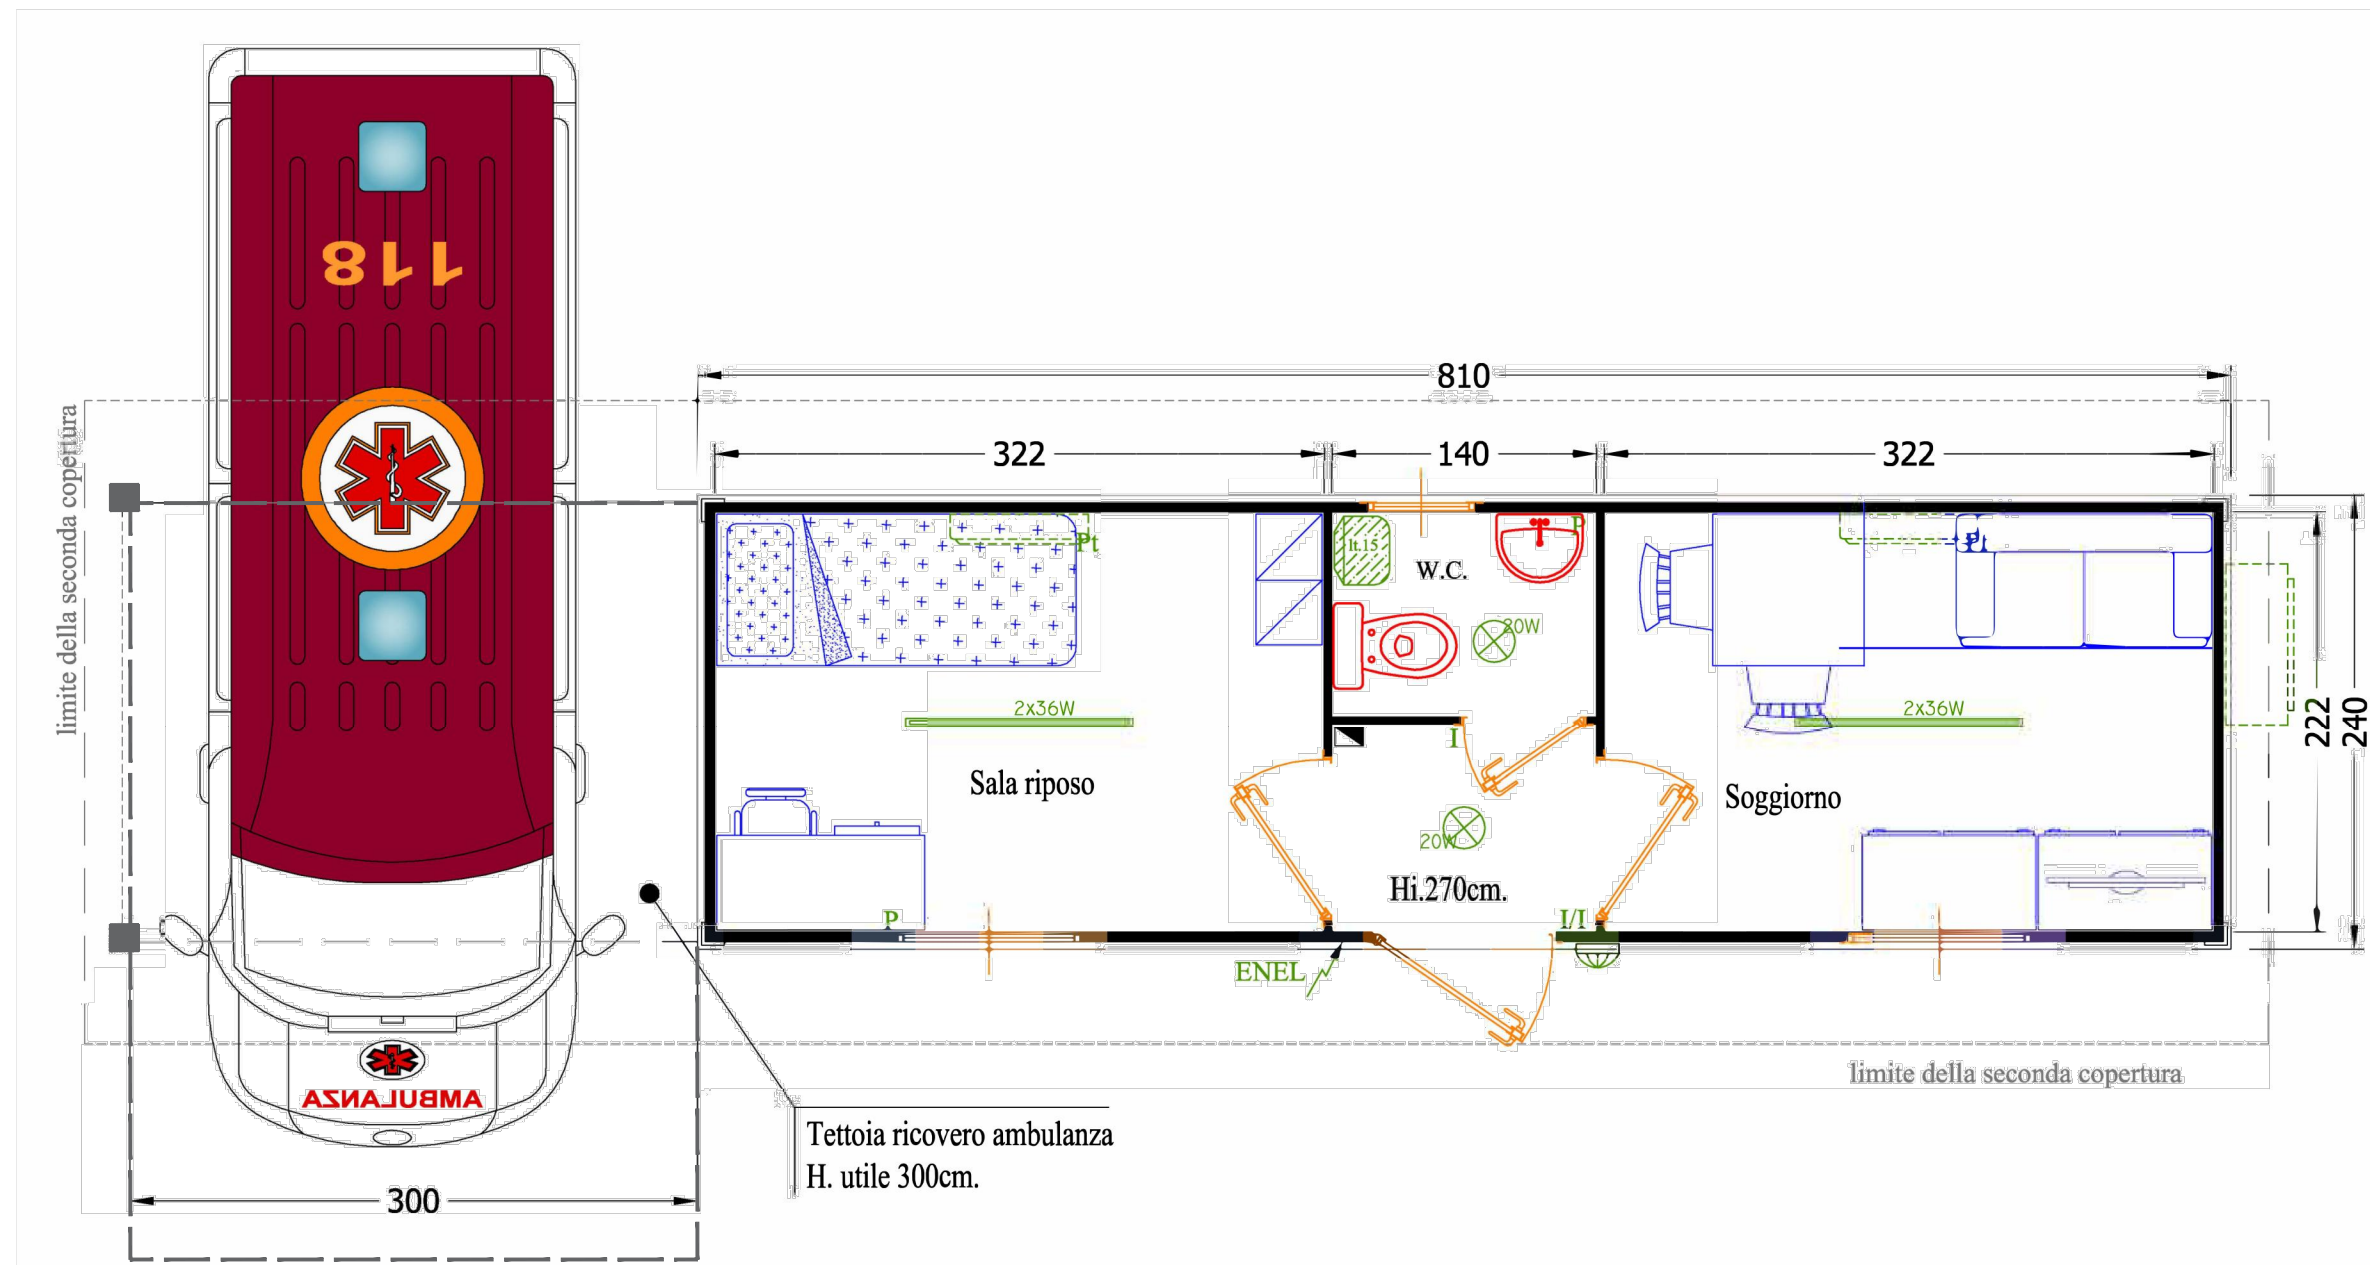 118
limite della seconda copertura
AMBULANZA
300
Tettoia ricovero ambulanza
H. utile 300cm.
810
322
140
322
Pt
lt.15
W.C.
P
Pt
20W
2x36W
2x36W
I
Sala riposo
Soggiorno
20W
Hi.270cm.
P
I/I
ENEL
222
240
limite della seconda copertura